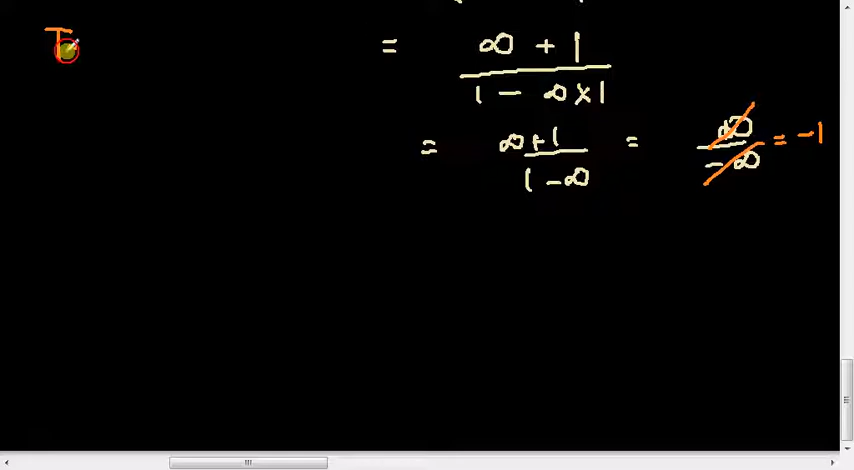 T
= ∞ + 1 / 1 - ∞ x 1
= ∞+1 / 1 - ∞ = ∞ / - ∞ = -1